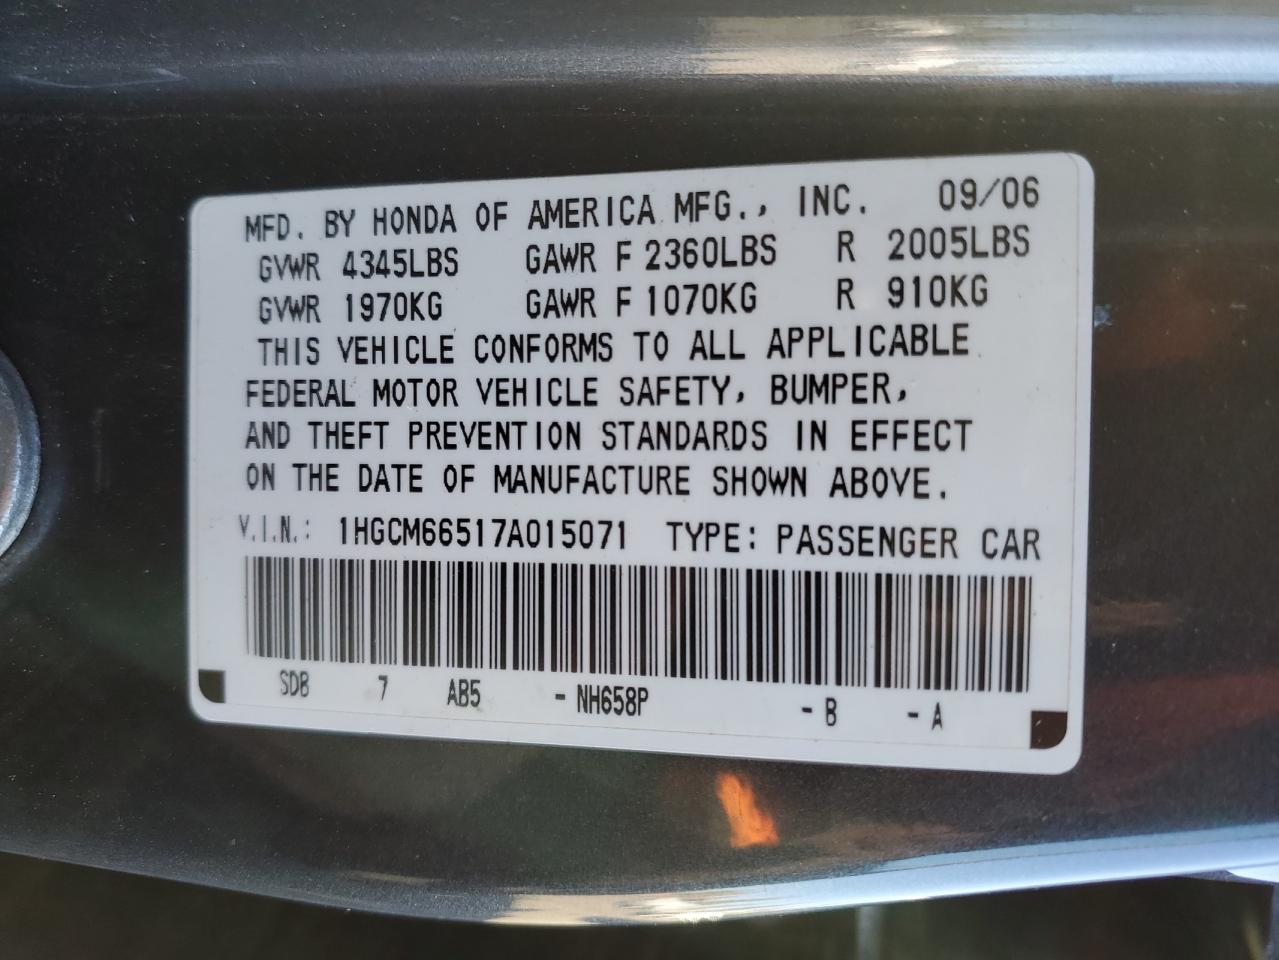 MFD. BY HONDA OF AMERICA MFG., INC. 09/06
GVWR 4345LBS GAWR F 2360LBS R 2005LBS
GVWR 1970KG GAWR F 1070KG R 910KG
THIS VEHICLE CONFORMS TO ALL APPLICABLE
FEDERAL MOTOR VEHICLE SAFETY, BUMPER,
AND THEFT PREVENTION STANDARDS IN EFFECT
ON THE DATE OF MANUFACTURE SHOWN ABOVE.
V.I.N.: 1HGCM66517A015071 TYPE: PASSENGER CAR
SDB 7 AB5 - NH658P - B - A